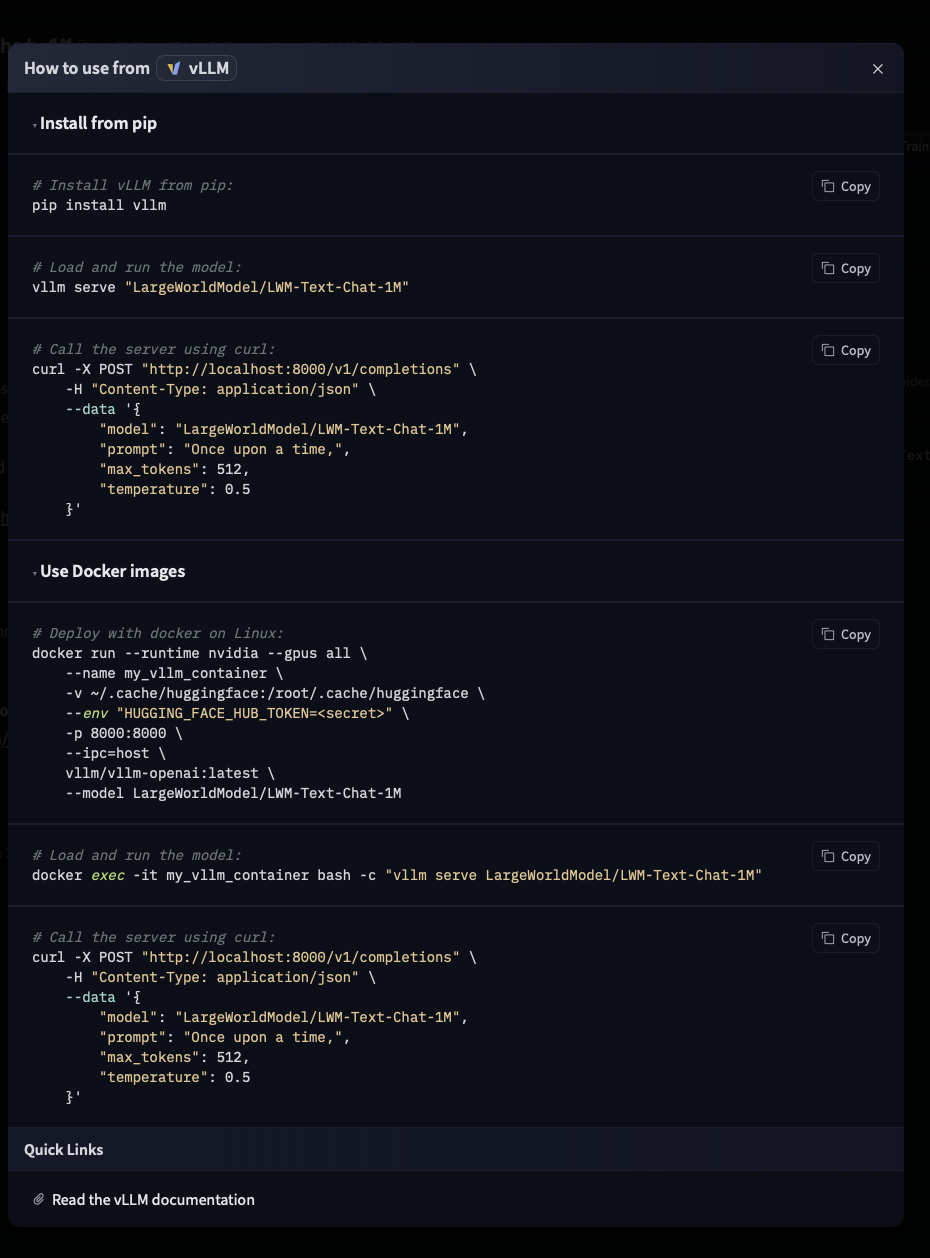 How to use from vLLM
Install from pip
# Install vLLM from pip:
pip install vllm
Copy
# Load and run the model:
vllm serve "LargeWorldModel/LWM-Text-Chat-1M"
Copy
# Call the server using curl:
curl -X POST "http://localhost:8000/v1/completions" \
    -H "Content-Type: application/json" \
    --data '{
        "model": "LargeWorldModel/LWM-Text-Chat-1M",
        "prompt": "Once upon a time,",
        "max_tokens": 512,
        "temperature": 0.5
    }'
Copy
Use Docker images
# Deploy with docker on Linux:
docker run --runtime nvidia --gpus all \
    --name my_vllm_container \
    -v ~/.cache/huggingface:/root/.cache/huggingface \
    --env "HUGGING_FACE_HUB_TOKEN=<secret>" \
    -p 8000:8000 \
    --ipc=host \
    vllm/vllm-openai:latest \
    --model LargeWorldModel/LWM-Text-Chat-1M
Copy
# Load and run the model:
docker exec -it my_vllm_container bash -c "vllm serve LargeWorldModel/LWM-Text-Chat-1M"
Copy
# Call the server using curl:
curl -X POST "http://localhost:8000/v1/completions" \
    -H "Content-Type: application/json" \
    --data '{
        "model": "LargeWorldModel/LWM-Text-Chat-1M",
        "prompt": "Once upon a time,",
        "max_tokens": 512,
        "temperature": 0.5
    }'
Copy
Quick Links
Read the vLLM documentation